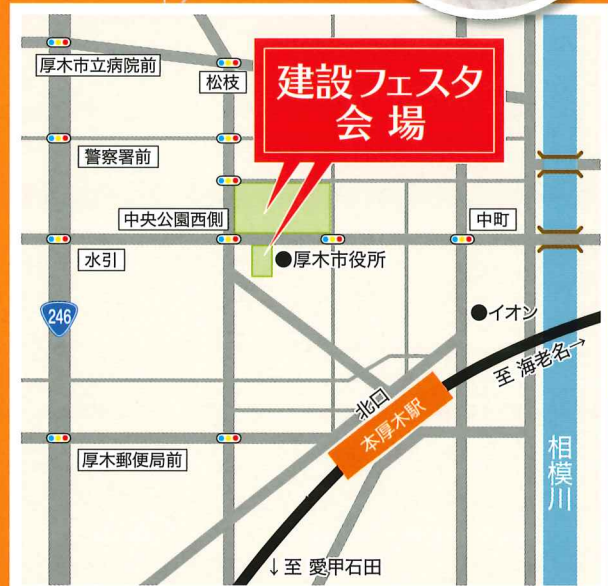 厚木市立病院前
松枝
建設フェスタ
会場
警察署前
中央公園西側
中町
水引
●厚木市役所
246
●イオン
至 海老名→
北口
本厚木駅
厚木郵便局前
相模川
↓至 愛甲石田